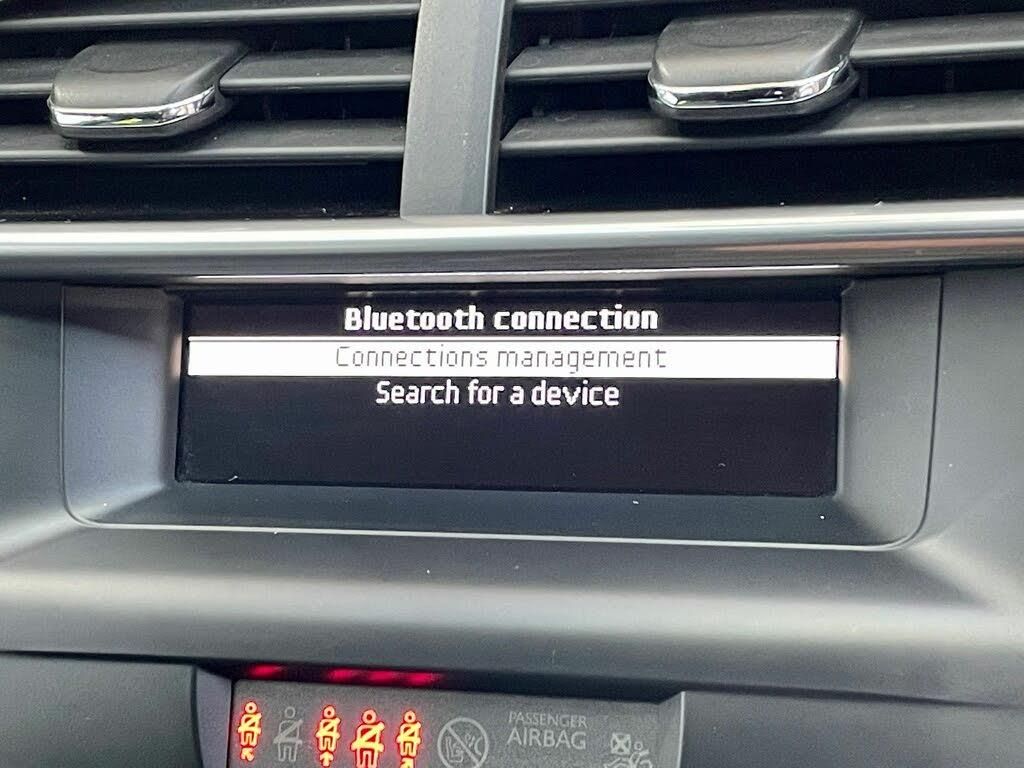 Bluetooth connection
Connections management
Search for a device
PASSENGER
AIRBAG